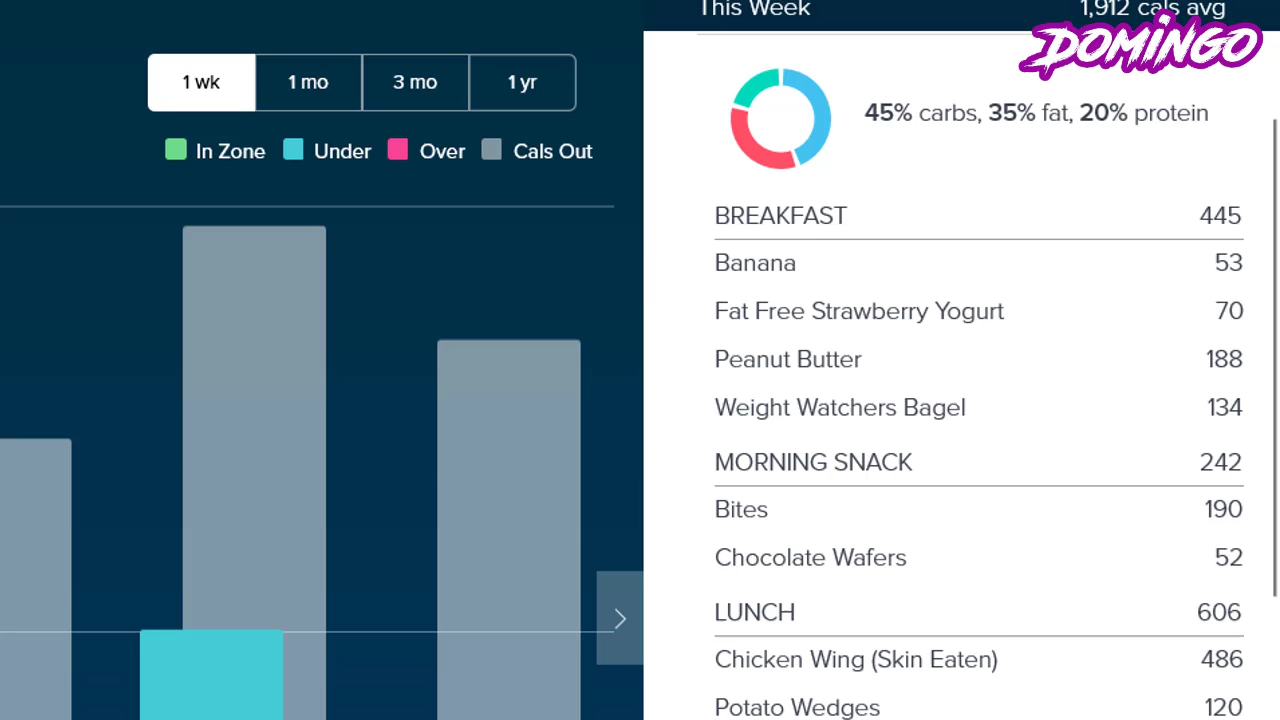 1 wk 1 mo 3 mo 1 yr
In Zone Under Over Cals Out
This Week 1,912 cals avg
DOMINGO
45% carbs, 35% fat, 20% protein
BREAKFAST 445
Banana 53
Fat Free Strawberry Yogurt 70
Peanut Butter 188
Weight Watchers Bagel 134
MORNING SNACK 242
Bites 190
Chocolate Wafers 52
LUNCH 606
Chicken Wing (Skin Eaten) 486
Potato Wedges 120